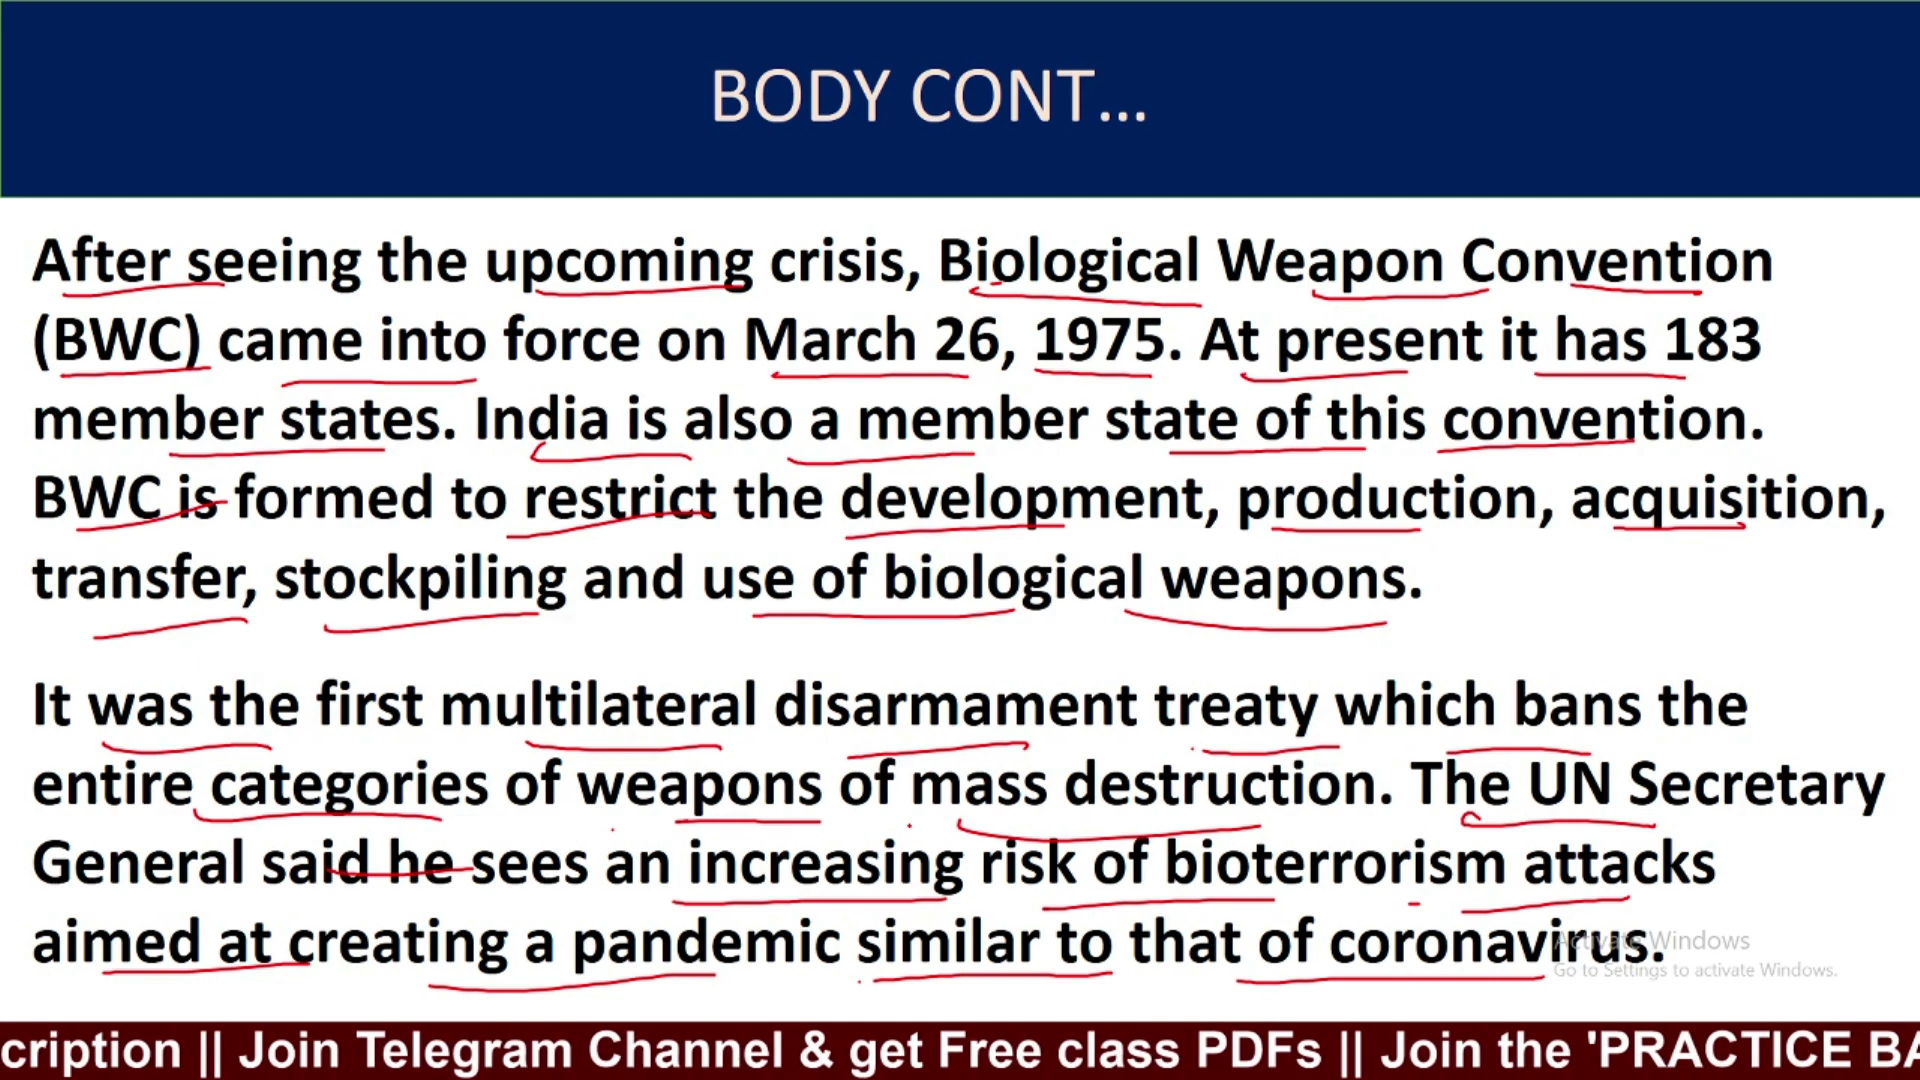 BODY CONT...
After seeing the upcoming crisis, Biological Weapon Convention
(BWC) came into force on March 26, 1975. At present it has 183
member states. India is also a member state of this convention.
BWC is formed to restrict the development, production, acquisition,
transfer, stockpiling and use of biological weapons.
It was the first multilateral disarmament treaty which bans the
entire categories of weapons of mass destruction. The UN Secretary
General said he sees an increasing risk of bioterrorism attacks
aimed at creating a pandemic similar to that of coronavirus.
Activate Windows
Go to Settings to activate Windows.
cription || Join Telegram Channel & get Free class PDFs || Join the 'PRACTICE BA